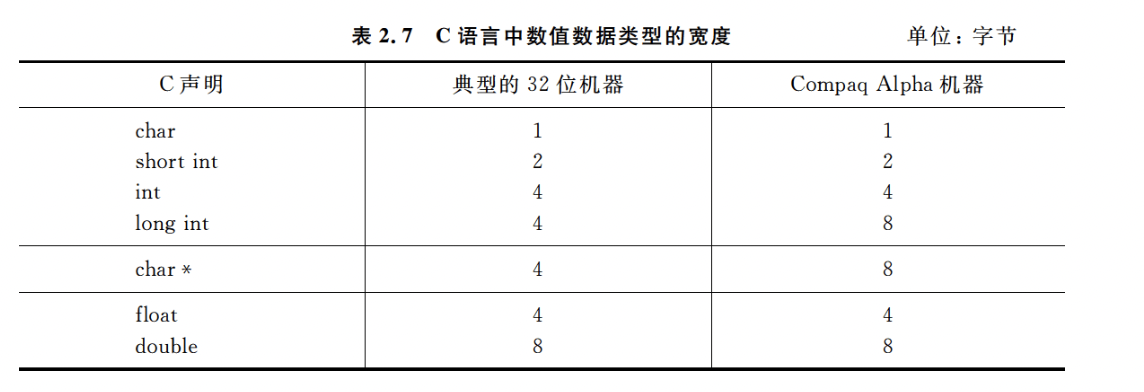 表 2.7 C 语言中数值数据类型的宽度 单位：字节
C 声明 典型的 32 位机器 Compaq Alpha 机器
char 1 1
short int 2 2
int 4 4
long int 4 8
char * 4 8
float 4 4
double 8 8